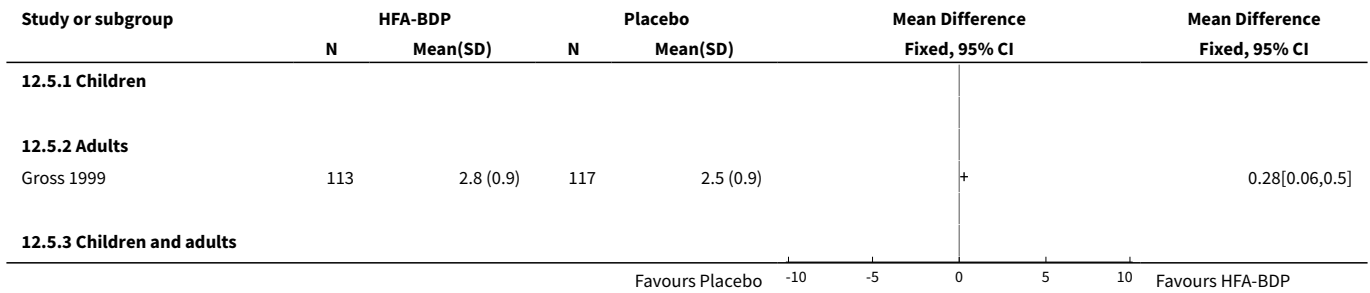 Study or subgroup HFA-BDP Placebo Mean Difference Mean Difference
N Mean(SD) N Mean(SD) Fixed, 95% CI Fixed, 95% CI
12.5.1 Children
12.5.2 Adults
Gross 1999 113 2.8 (0.9) 117 2.5 (0.9) 0.28[0.06,0.5]
12.5.3 Children and adults
Favours Placebo -10 -5 0 5 10 Favours HFA-BDP